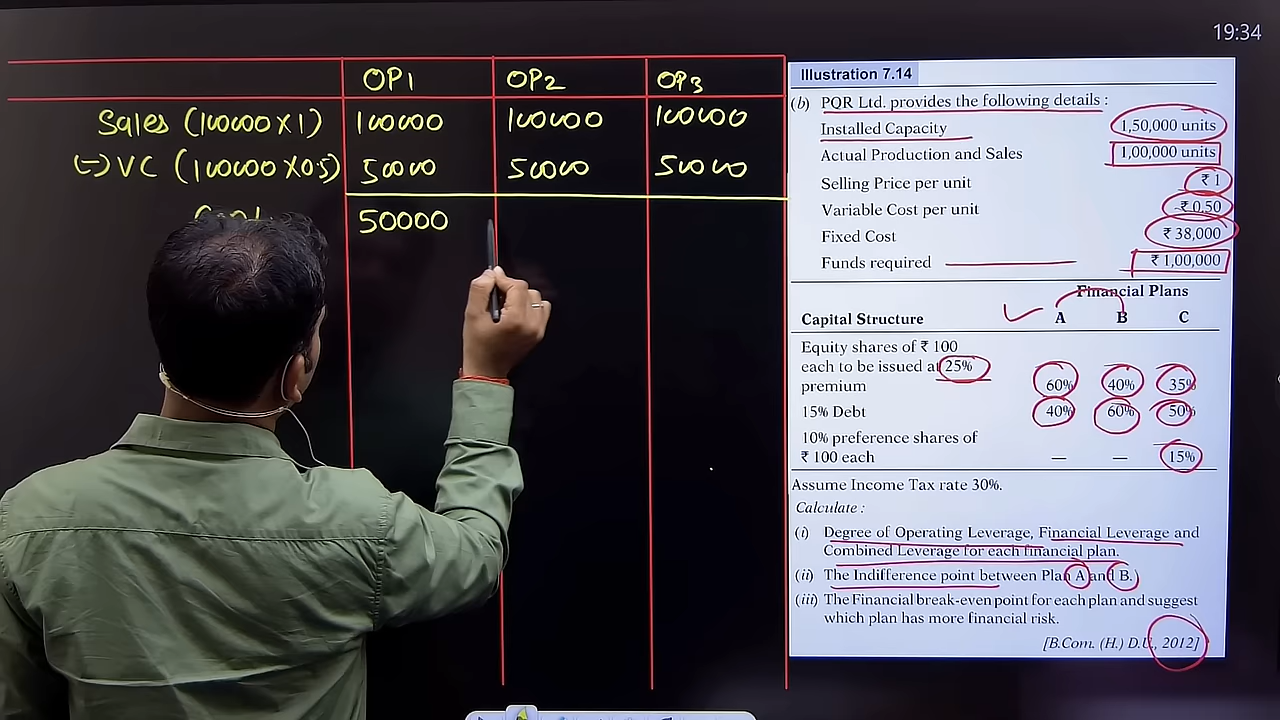 19:34
OP1 OP2 OP3
Sales (100000 X 1) 100000 100000 100000
(-) VC (100000 X 0.5) 50000 50000 50000
50000
Illustration 7.14
(b) PQR Ltd. provides the following details :
Installed Capacity 1,50,000 units
Actual Production and Sales 1,00,000 units
Selling Price per unit ₹ 1
Variable Cost per unit ₹ 0.50
Fixed Cost ₹ 38,000
Funds required ₹ 1,00,000
Financial Plans
Capital Structure A B C
Equity shares of ₹ 100
each to be issued at 25%
premium 60% 40% 35%
15% Debt 40% 60% 50%
10% preference shares of
₹ 100 each — — 15%
Assume Income Tax rate 30%.
Calculate :
(i) Degree of Operating Leverage, Financial Leverage and
Combined Leverage for each financial plan.
(ii) The Indifference point between Plan A and B.
(iii) The Financial break-even point for each plan and suggest
which plan has more financial risk.
[B.Com. (H.) D.U., 2012]